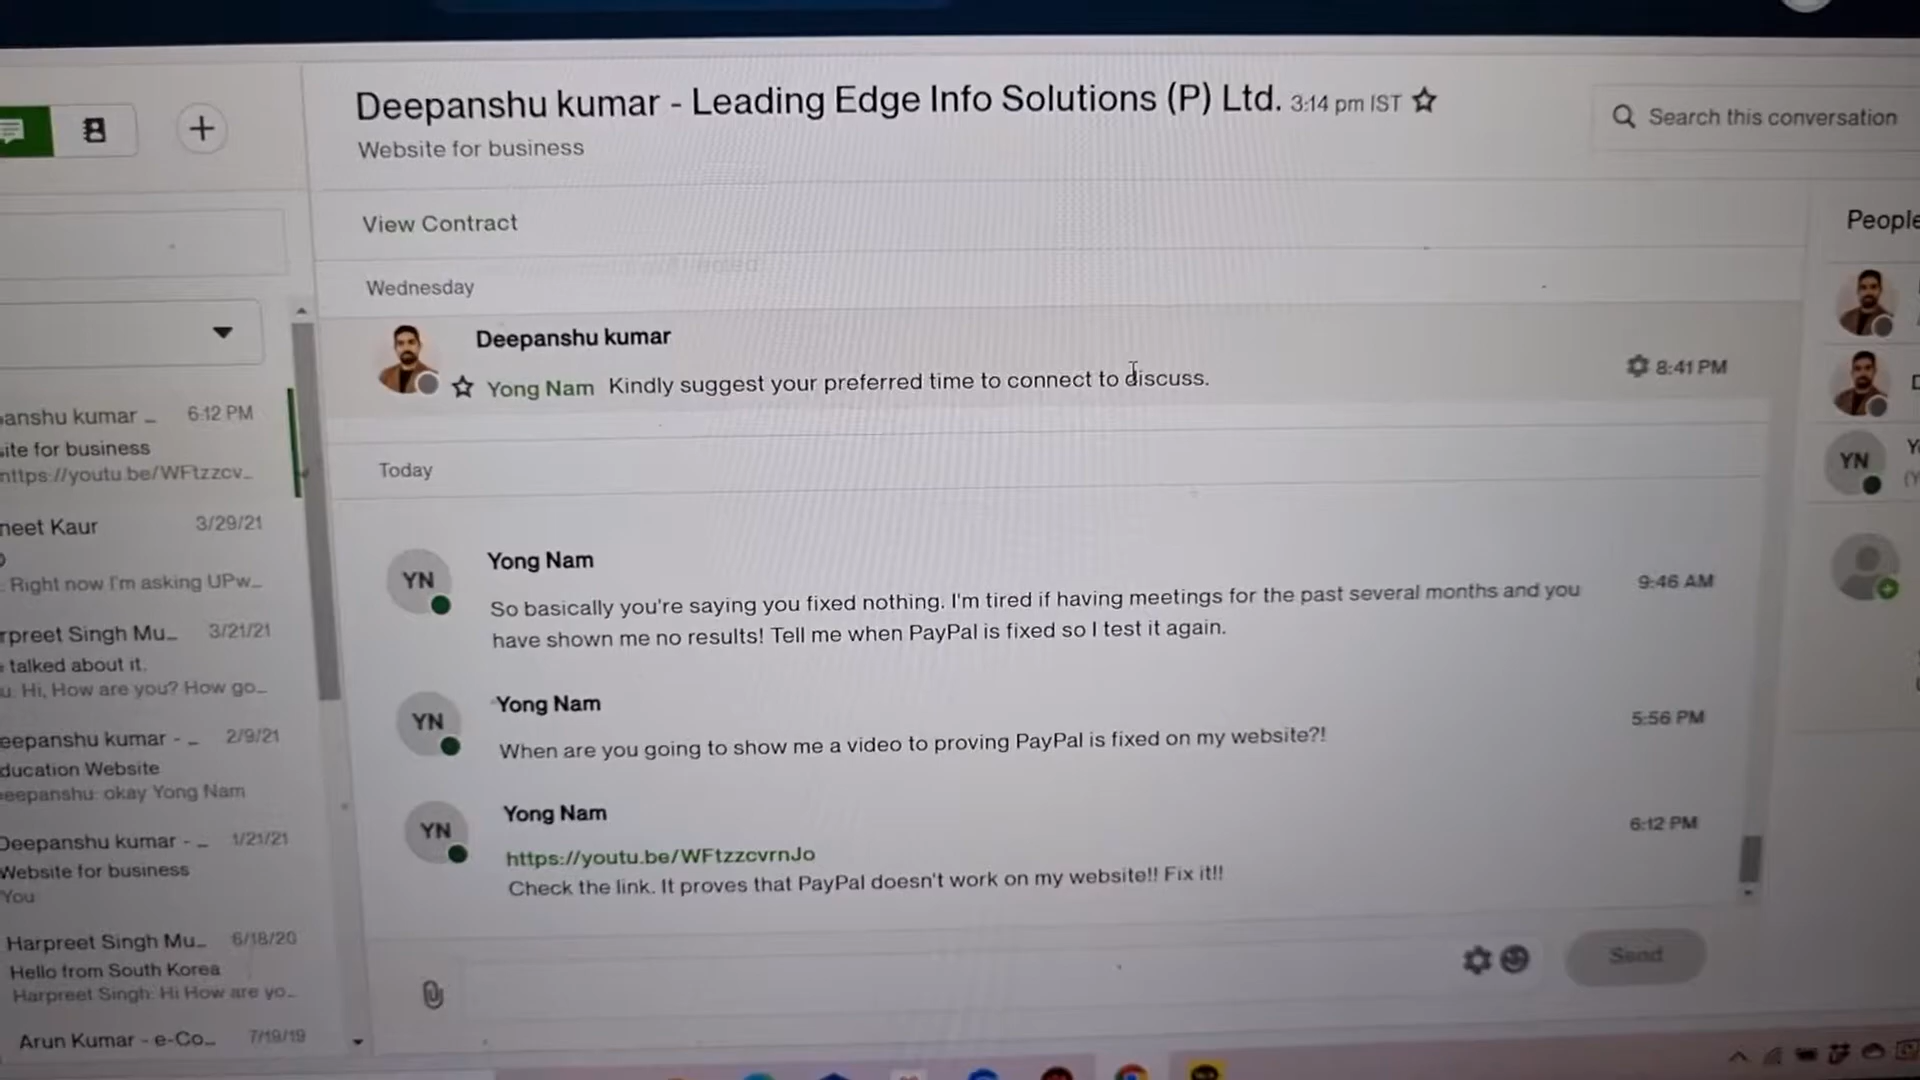 Deepanshu kumar - Leading Edge Info Solutions (P) Ltd. 3:14 pm IST
Search this conversation
Website for business
View Contract
People
Wednesday
Deepanshu kumar
Yong Nam Kindly suggest your preferred time to connect to discuss.
8:41 PM
Today
Yong Nam
So basically you're saying you fixed nothing. I'm tired if having meetings for the past several months and you
9:46 AM
have shown me no results! Tell me when PayPal is fixed so I test it again.
Yong Nam
When are you going to show me a video to proving PayPal is fixed on my website?!
5:56 PM
Yong Nam
6:12 PM
https://youtu.be/WFtzzcvrnJo
Check the link. It proves that PayPal doesn't work on my website!! Fix it!!
Send
YN
YN
YN
YN
anshu kumar ... 6:12 PM
ite for business
https://youtu.be/WFtzzcv...
neet Kaur 3/29/21
: Right now I'm asking UPw...
rpreet Singh Mu... 3/21/21
talked about it.
u: Hi, How are you? How go...
eepanshu kumar - ... 2/9/21
ducation Website
eepanshu: okay Yong Nam
Deepanshu kumar - ... 1/21/21
Website for business
You
Harpreet Singh Mu... 6/18/20
Hello from South Korea
Harpreet Singh: Hi How are yo...
Arun Kumar - e-Co... 7/19/19